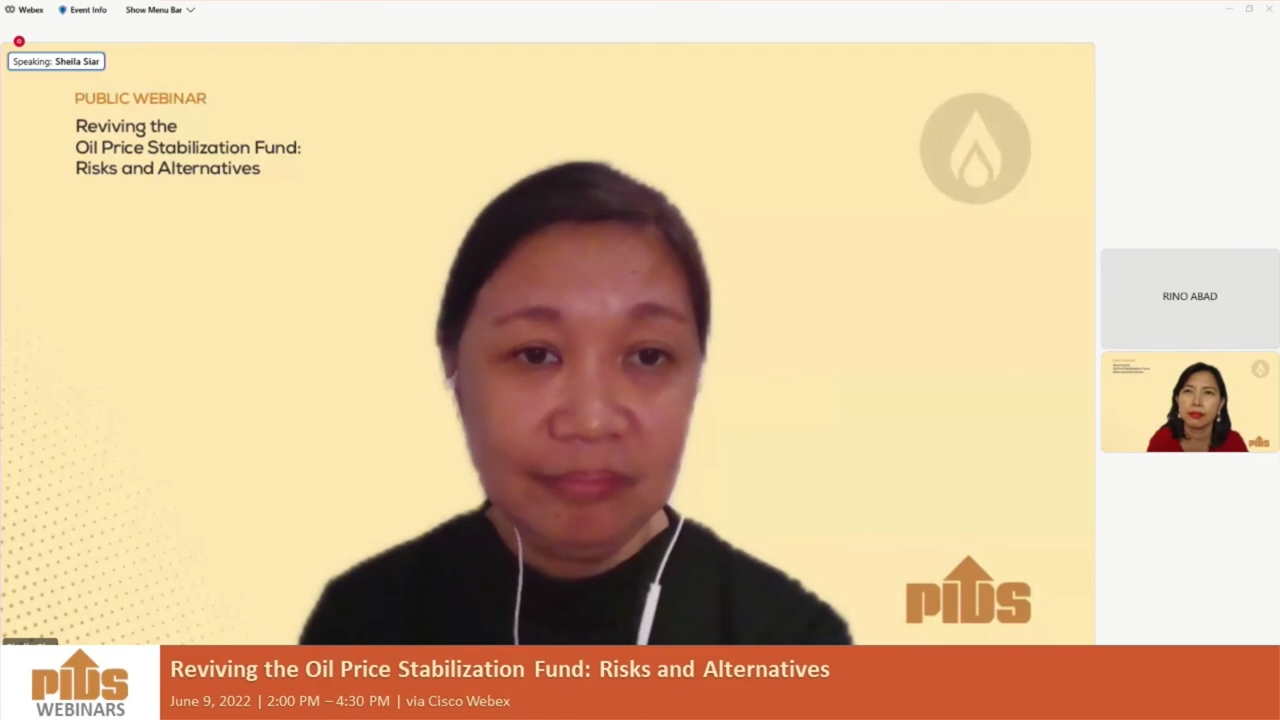 Webex
Event Info
Show Menu Bar
Speaking: Sheila Siar
PUBLIC WEBINAR
Reviving the
Oil Price Stabilization Fund:
Risks and Alternatives
RINO ABAD
PIDS
PIDS
PIDS
WEBINARS
Reviving the Oil Price Stabilization Fund: Risks and Alternatives
June 9, 2022 | 2:00 PM – 4:30 PM | via Cisco Webex